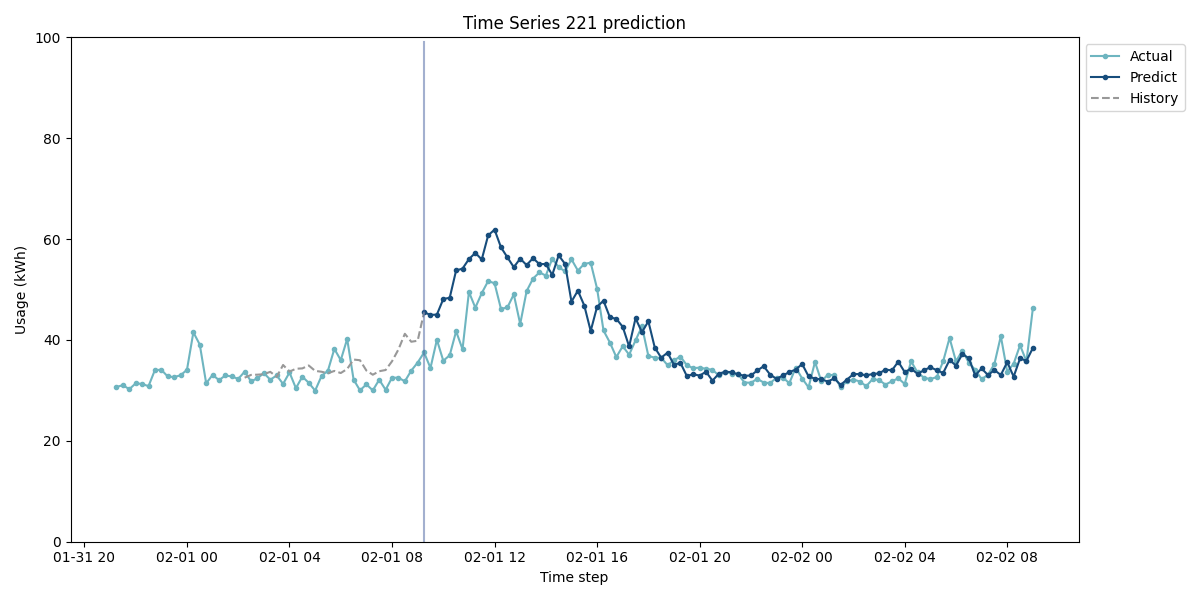 Time Series 221 prediction
100
80
60
40
20
0
Usage (kWh)
01-31 20
02-01 00
02-01 04
02-01 08
02-01 12
02-01 16
02-01 20
02-02 00
02-02 04
02-02 08
Time step
Actual
Predict
History